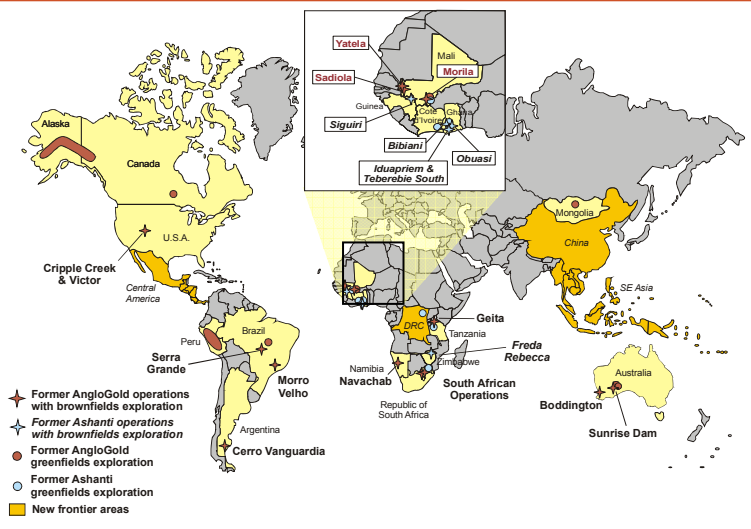 Yatela
Mali
Sadiola
Morila
Guinea
Cote
D'Ivoire
Ghana
Siguiri
Bibiani
Obuasi
Iduapriem &
Teberebie South
Alaska
Canada
U.S.A.
Cripple Creek
& Victor
Central
America
Mongolia
China
SE Asia
DRC
Geita
Tanzania
Freda
Rebecca
Zimbabwe
Namibia
Navachab
South African
Operations
Republic of
South Africa
Peru
Brazil
Serra
Grande
Morro
Velho
Argentina
Cerro Vanguardia
Australia
Boddington
Sunrise Dam
Former AngloGold operations
with brownfields exploration
Former Ashanti operations
with brownfields exploration
Former AngloGold
greenfields exploration
Former Ashanti
greenfields exploration
New frontier areas